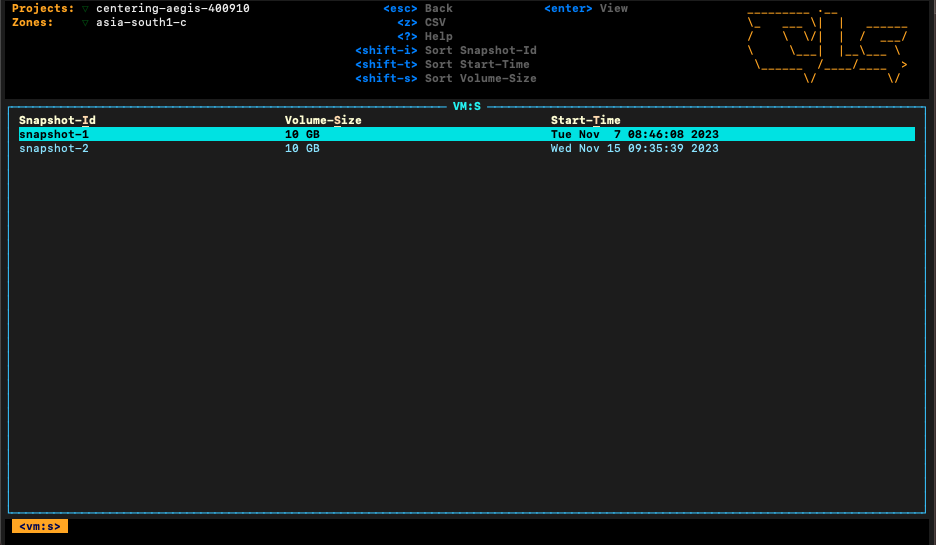 Projects: ▽ centering-aegis-400910 <esc> Back <enter> View
Zones: ▽ asia-south1-c <z> CSV
<?> Help
<shift-i> Sort Snapshot-Id
<shift-t> Sort Start-Time
<shift-s> Sort Volume-Size
VM:S
Snapshot-Id Volume-Size Start-Time
snapshot-1 10 GB Tue Nov  7 08:46:08 2023
snapshot-2 10 GB Wed Nov 15 09:35:39 2023
<vm:s>